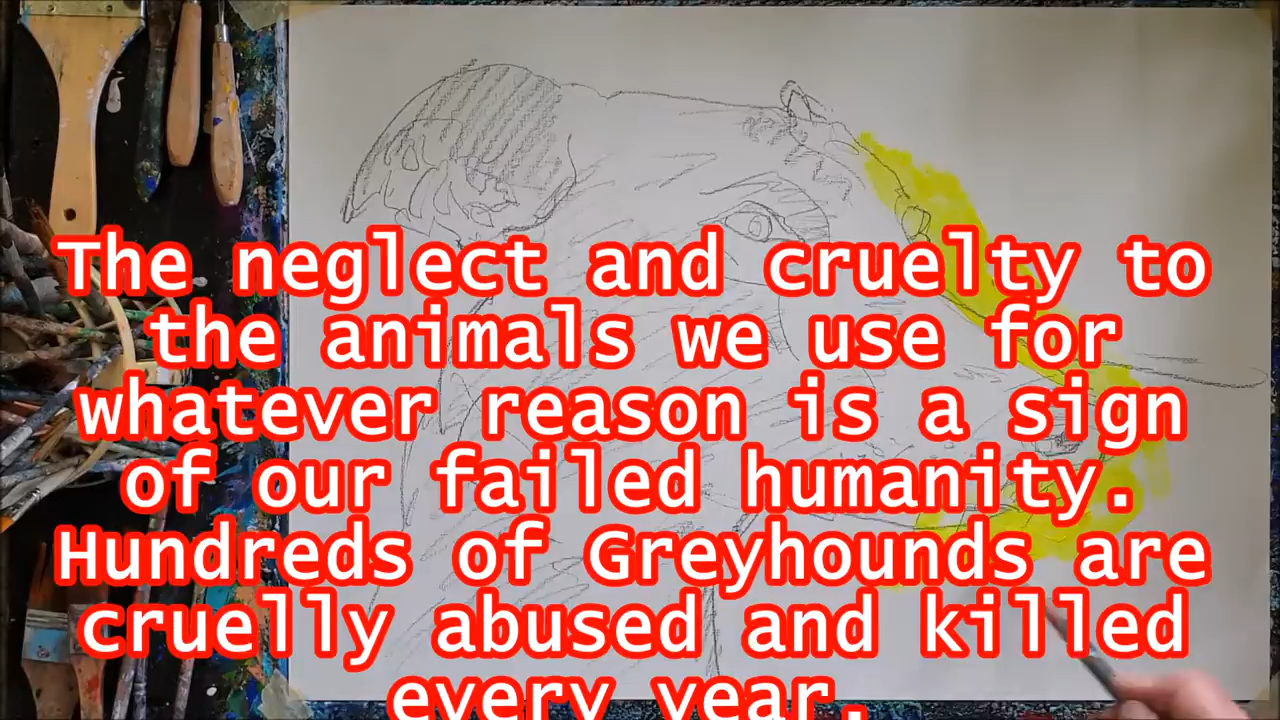 The neglect and cruelty to
the animals we use for
whatever reason is a sign
of our failed humanity.
Hundreds of Greyhounds are
cruelly abused and killed
every year.